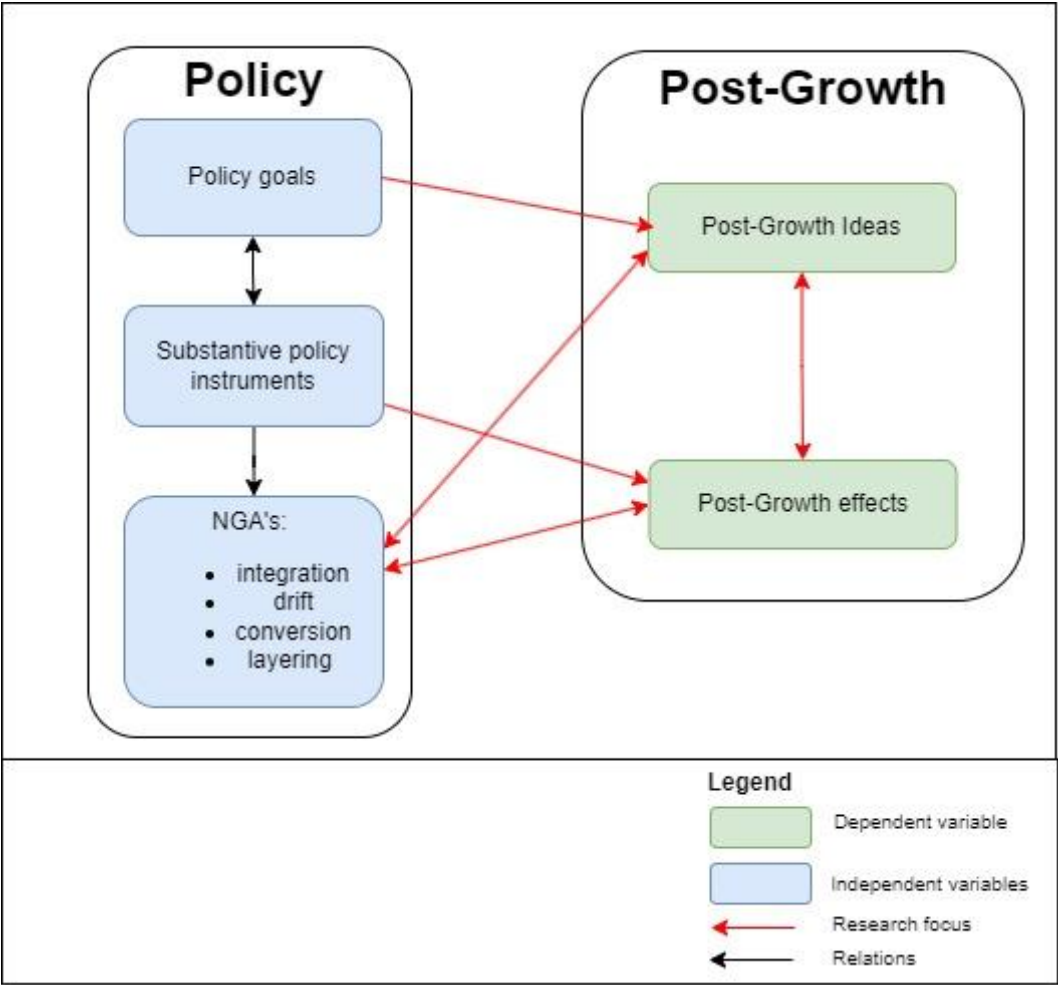 Policy
Policy goals
Substantive policy
instruments
NGA's:
• integration
• drift
• conversion
• layering
Post-Growth
Post-Growth Ideas
Post-Growth effects
Legend
Dependent variable
Independent variables
Research focus
Relations